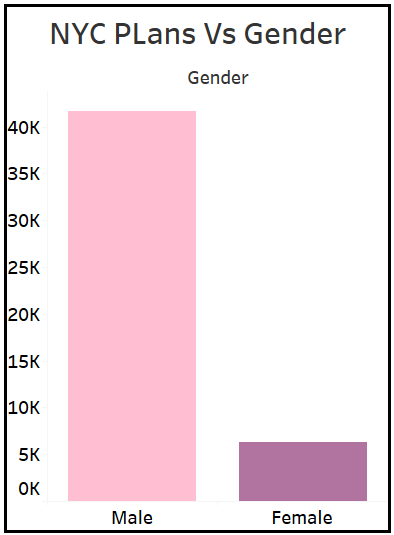 NYC PLans Vs Gender
Gender
40K
35K
30K
25K
20K
15K
10K
5K
0K
Male Female